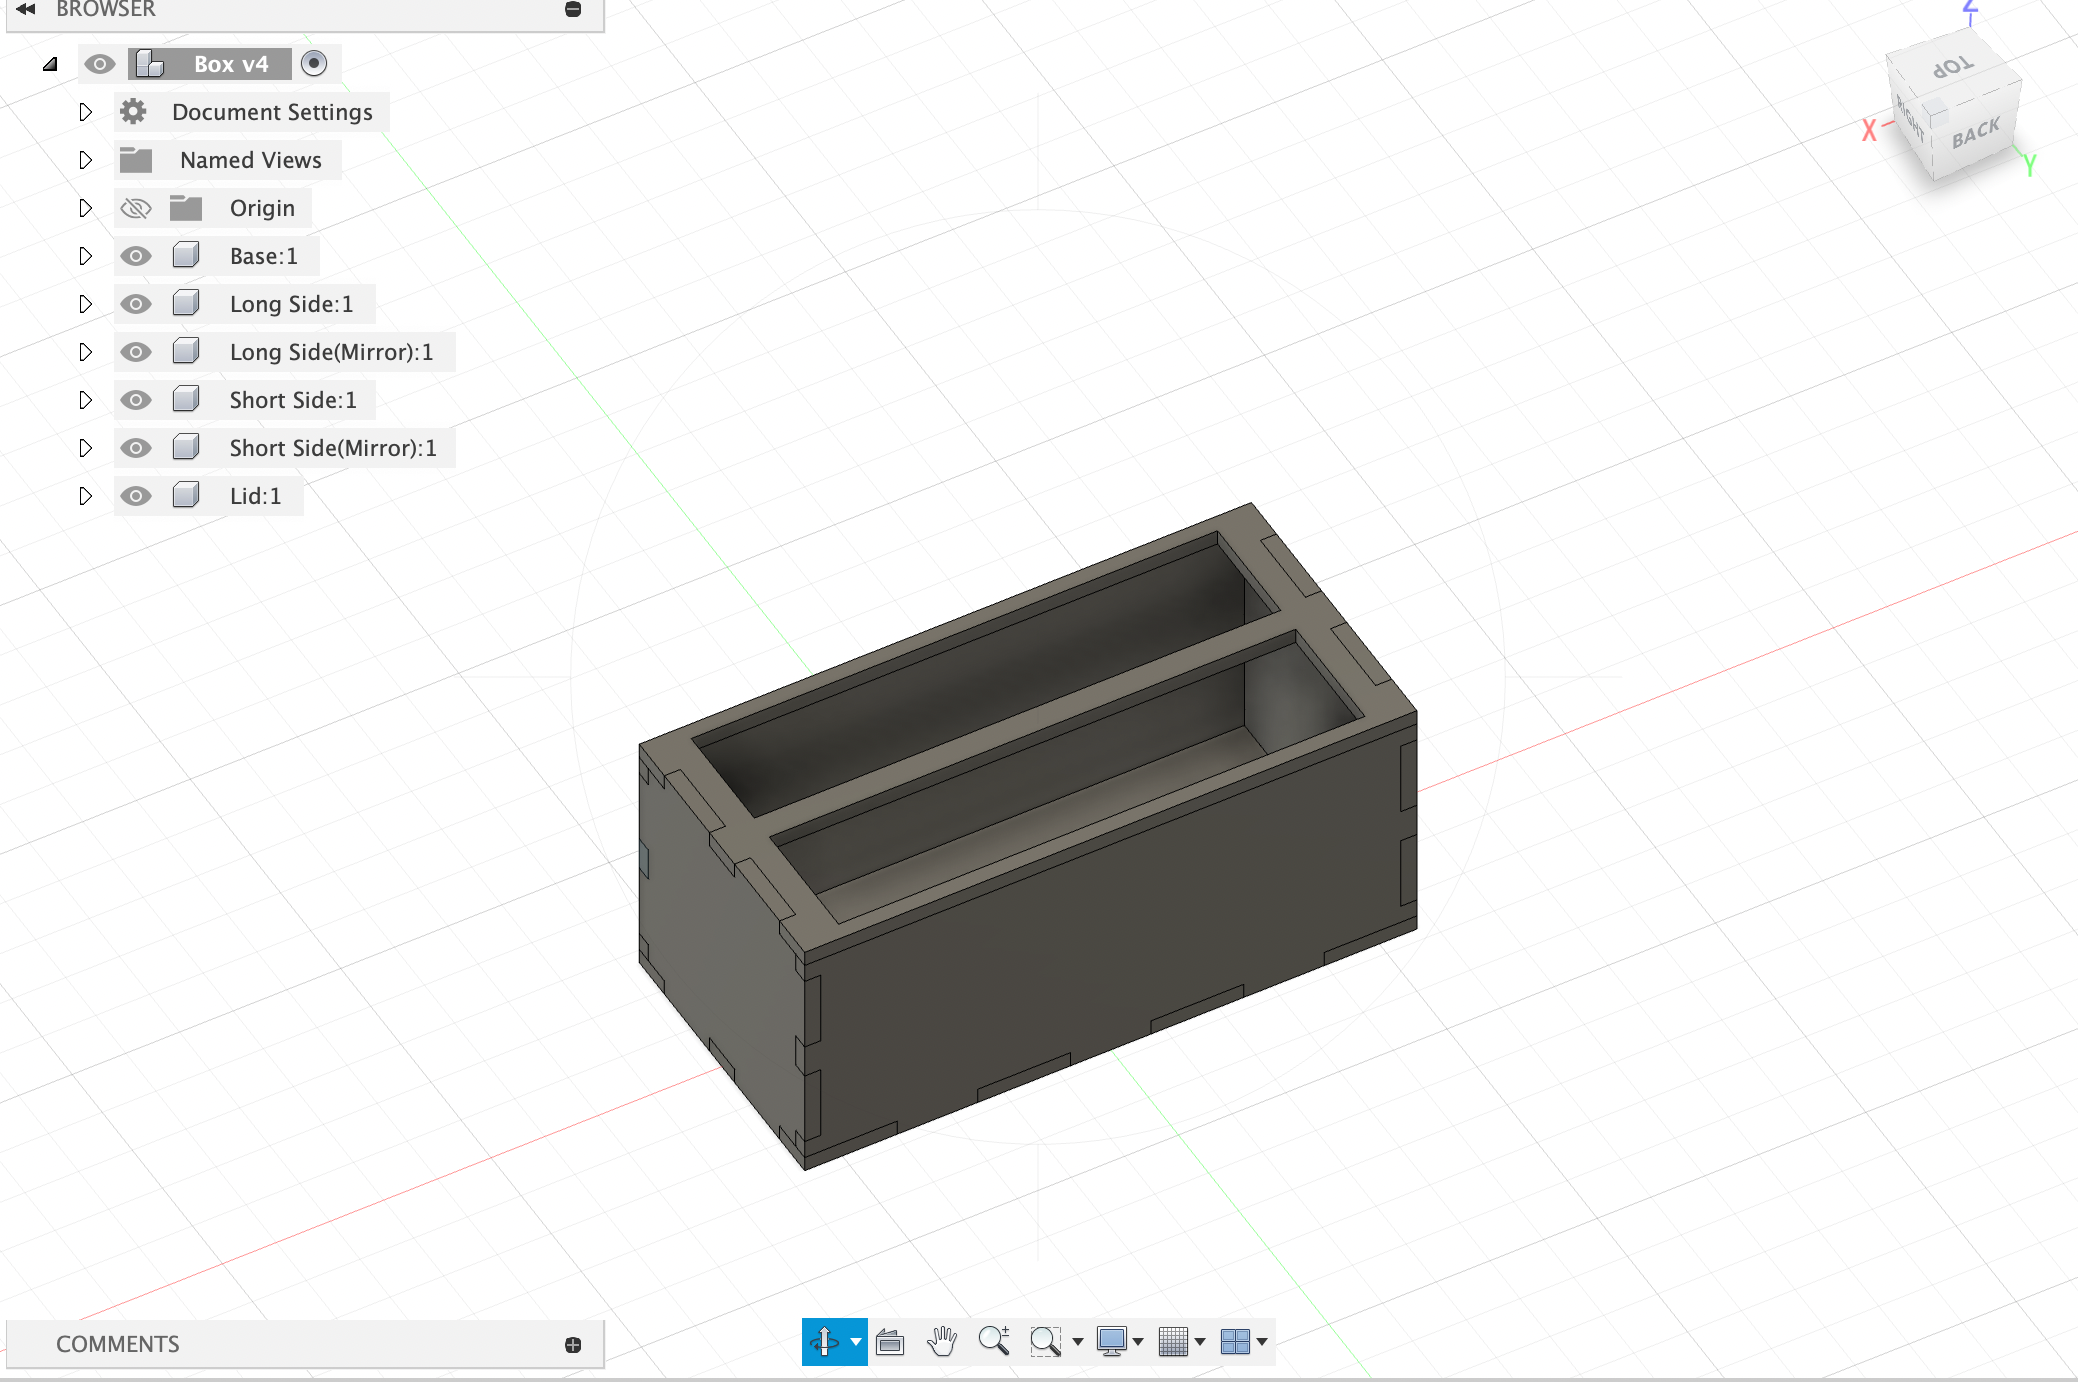 BROWSER
Box v4
Document Settings
Named Views
Origin
Base:1
Long Side:1
Long Side(Mirror):1
Short Side:1
Short Side(Mirror):1
Lid:1
Z
TOP
RIGHT
BACK
X
Y
COMMENTS